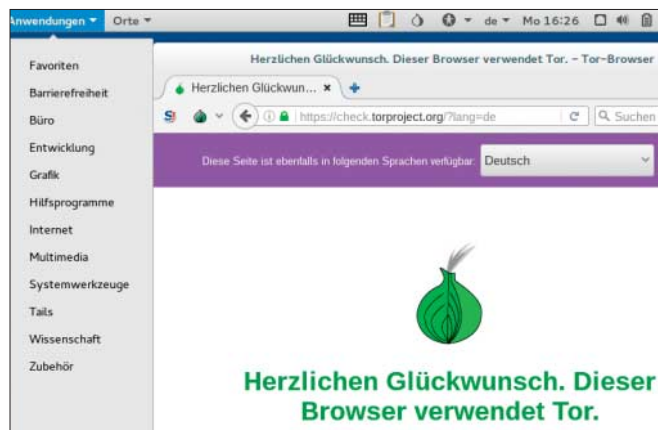 Anwendungen Orte de Mo 16:26
Favoriten
Barrierefreiheit
Büro
Entwicklung
Grafik
Hilfsprogramme
Internet
Multimedia
Systemwerkzeuge
Tails
Wissenschaft
Zubehör
Herzlichen Glückwunsch. Dieser Browser verwendet Tor. – Tor-Browser
Herzlichen Glückwun...
https://check.torproject.org/?lang=de Suchen
Diese Seite ist ebenfalls in folgenden Sprachen verfügbar: Deutsch
Herzlichen Glückwunsch. Dieser
Browser verwendet Tor.